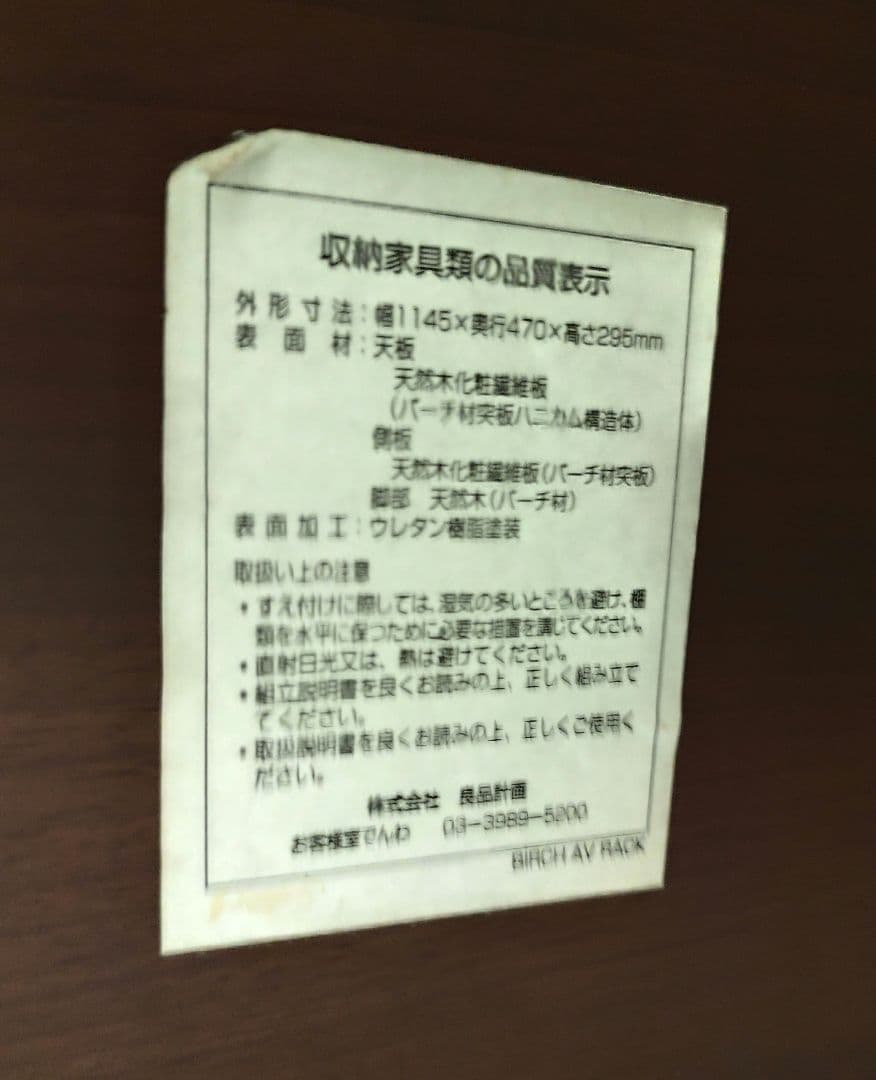 収納家具類の品質表示
外形寸法：幅1145×奥行470×高さ295mm
表面材：天板
天然木化粧繊維板
（バーチ材突板ハニカム構造体）
側板
天然木化粧繊維板（バーチ材突板）
脚部 天然木（バーチ材）
表面加工：ウレタン樹脂塗装
取扱い上の注意
・すえ付けに際しては、湿気の多いところを避け、棚
類を水平に保つために必要な措置を講じてください。
・直射日光又は、熱は避けてください。
・組立説明書を良くお読みの上、正しく組み立て
てください。
・取扱説明書を良くお読みの上、正しくご使用く
ださい。
株式会社 良品計画
お客様室でんわ 03-3989-5200
BIRCH AV RACK